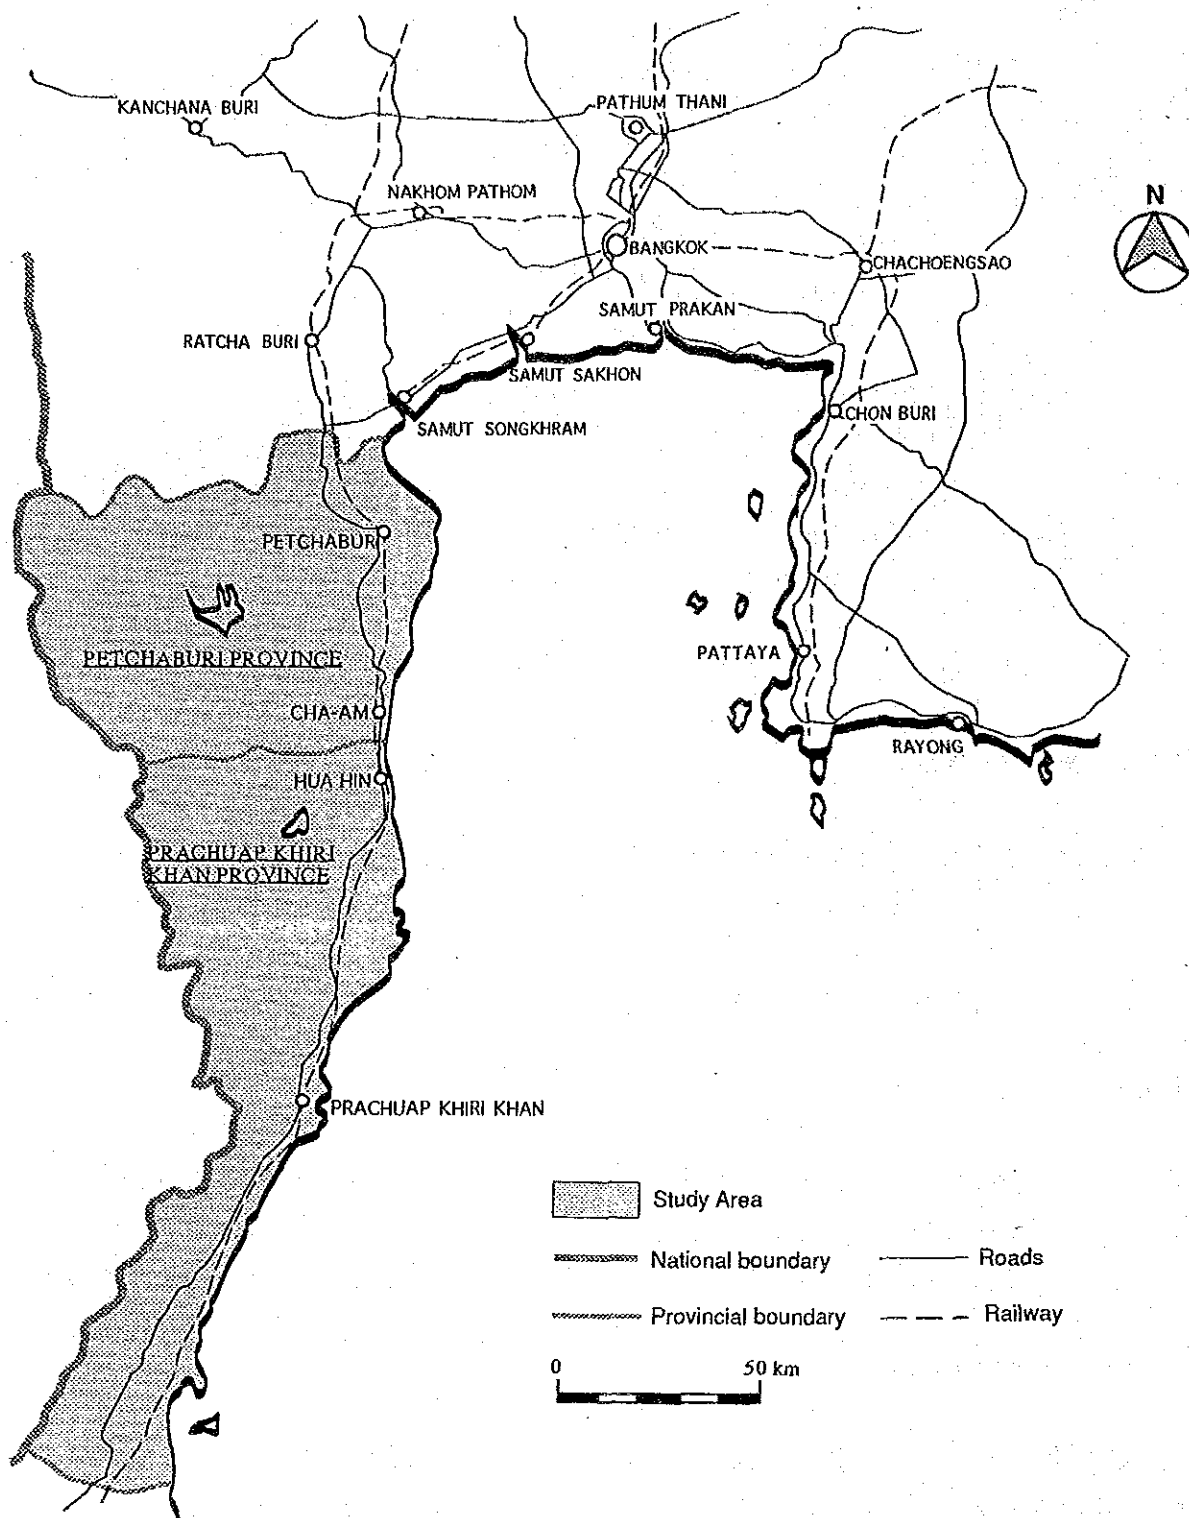 KANCHANA BURI
PATHUM THANI
NAKHOM PATHOM
N
BANGKOK
CHACHOENGSAO
SAMUT PRAKAN
RATCHA BURI
SAMUT SAKHON
CHON BURI
SAMUT SONGKHRAM
PETCHABURI
PETCHABURI PROVINCE
PATTAYA
CHA-AM
RAYONG
HUA HIN
PRACHUAP KHIRI
KHAN PROVINCE
PRACHUAP KHIRI KHAN
Study Area
National boundary
Roads
Provincial boundary
Railway
0 50 km